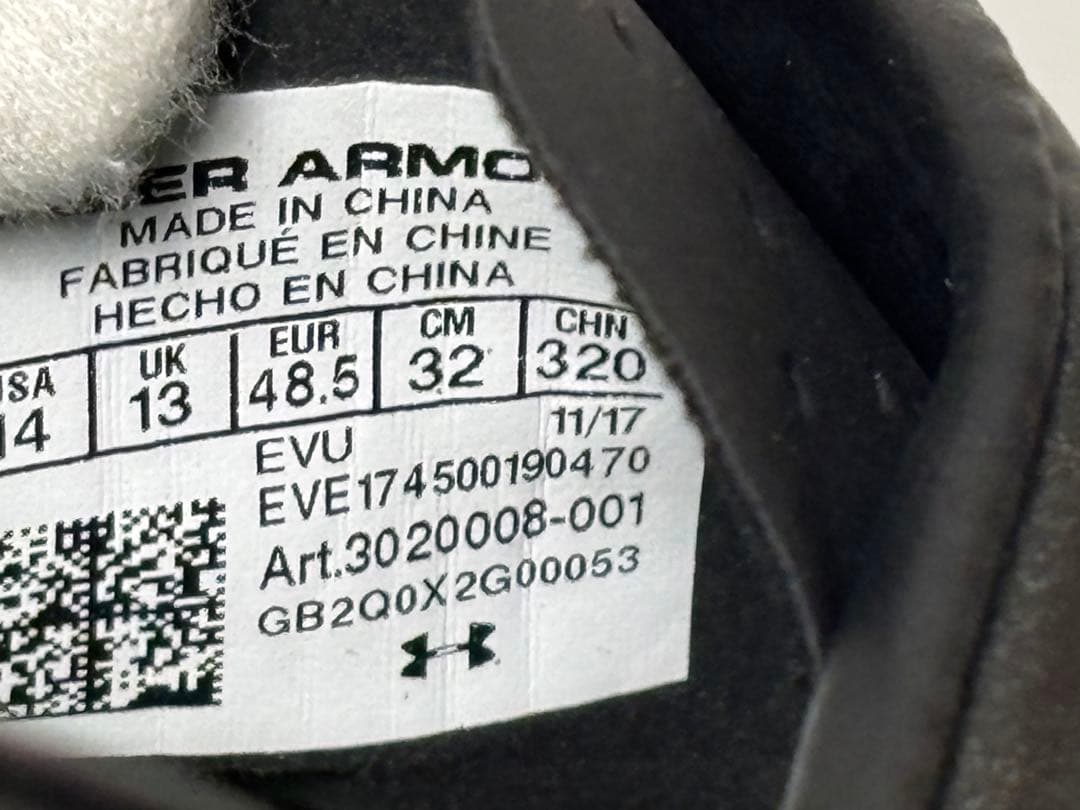 ER ARMO
MADE IN CHINA
FABRIQUÉ EN CHINE
HECHO EN CHINA
USA UK EUR CM CHN
14 13 48.5 32 320
11/17
EVU
EVE174500190470
Art.3020008-001
GB2Q0X2G00053